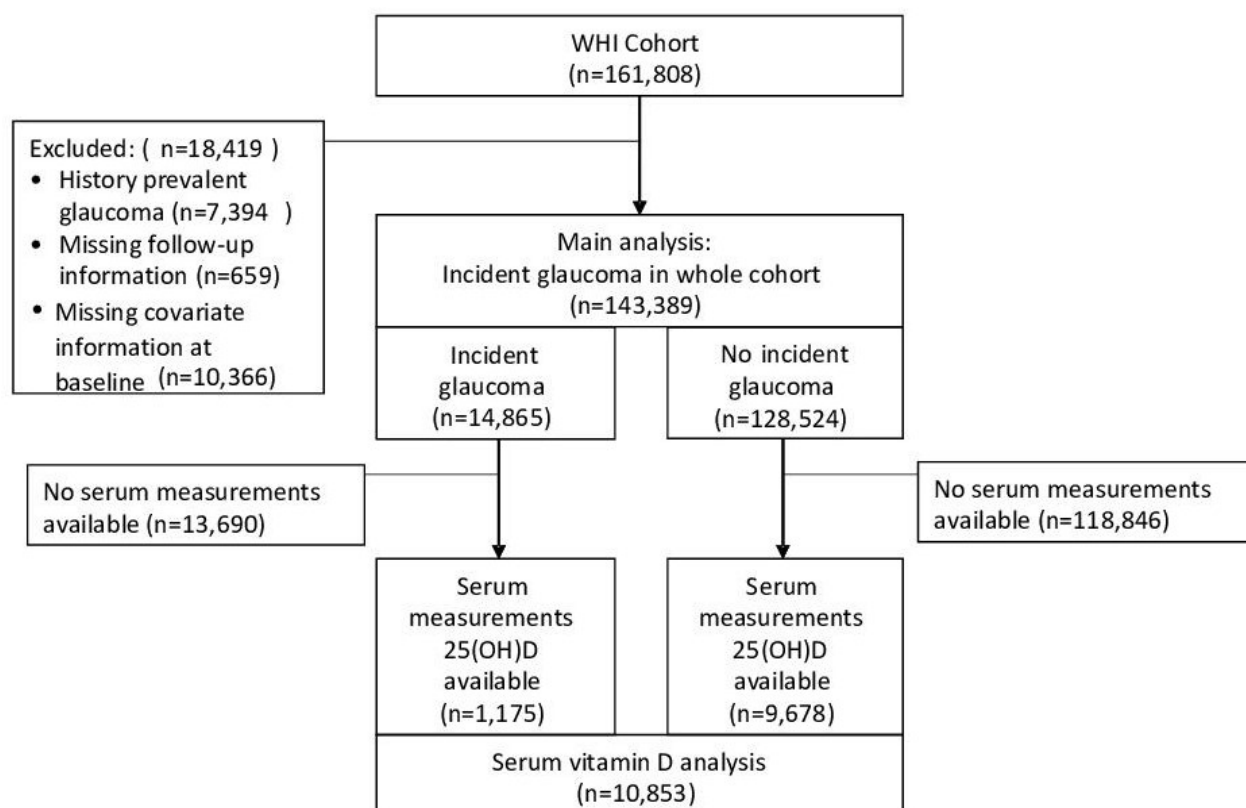 WHI Cohort
(n=161,808)
Excluded: ( n=18,419 )
• History prevalent
glaucoma (n=7,394 )
• Missing follow-up
information (n=659)
• Missing covariate
information at
baseline (n=10,366)
Main analysis:
Incident glaucoma in whole cohort
(n=143,389)
Incident
glaucoma
(n=14,865)
No incident
glaucoma
(n=128,524)
No serum measurements
available (n=13,690)
No serum measurements
available (n=118,846)
Serum
measurements
25(OH)D
available
(n=1,175)
Serum
measurements
25(OH)D
available
(n=9,678)
Serum vitamin D analysis
(n=10,853)